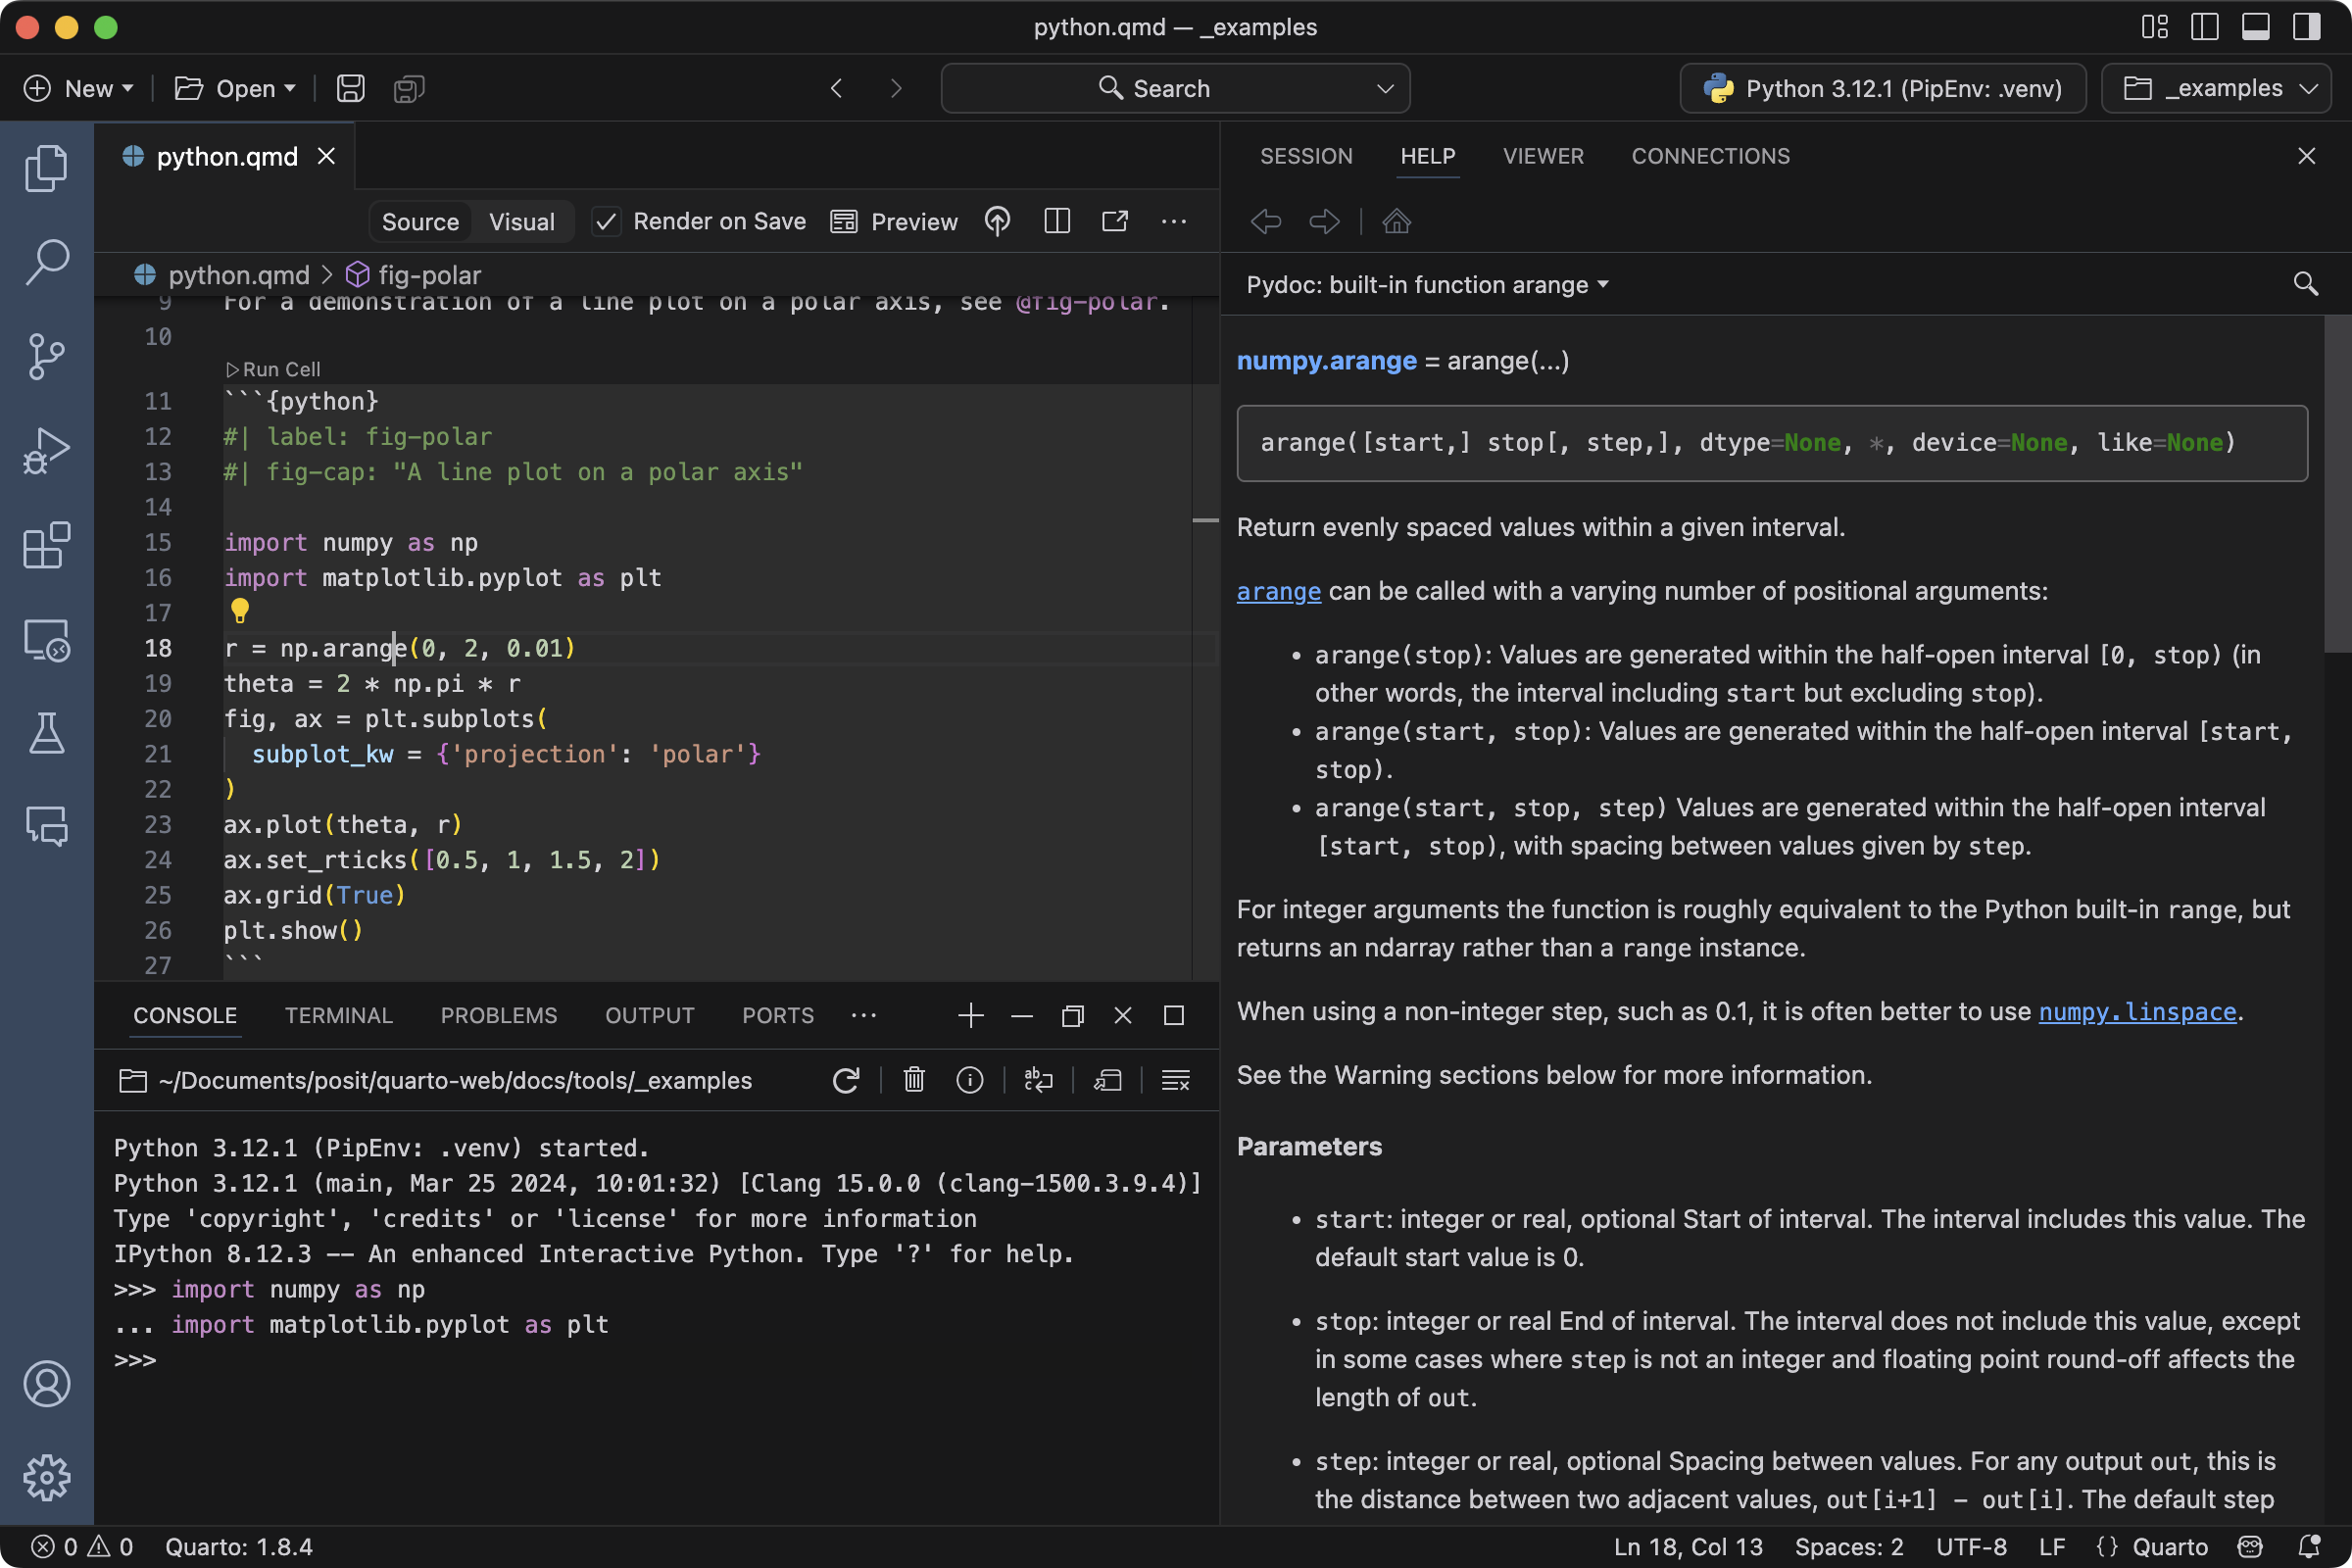 python.qmd — _examples
New
Open
Search
Python 3.12.1 (PipEnv: .venv)
_examples
python.qmd
Source Visual Render on Save Preview
python.qmd > fig-polar
9 For a demonstration of a line plot on a polar axis, see @fig-polar.
10
Run Cell
11 ```{python}
12 #| label: fig-polar
13 #| fig-cap: "A line plot on a polar axis"
14
15 import numpy as np
16 import matplotlib.pyplot as plt
17
18 r = np.arange(0, 2, 0.01)
19 theta = 2 * np.pi * r
20 fig, ax = plt.subplots(
21 subplot_kw = {'projection': 'polar'}
22 )
23 ax.plot(theta, r)
24 ax.set_rticks([0.5, 1, 1.5, 2])
25 ax.grid(True)
26 plt.show()
27 ```
CONSOLE TERMINAL PROBLEMS OUTPUT PORTS
~/Documents/posit/quarto-web/docs/tools/_examples
Python 3.12.1 (PipEnv: .venv) started.
Python 3.12.1 (main, Mar 25 2024, 10:01:32) [Clang 15.0.0 (clang-1500.3.9.4)]
Type 'copyright', 'credits' or 'license' for more information
IPython 8.12.3 -- An enhanced Interactive Python. Type '?' for help.
>>> import numpy as np
... import matplotlib.pyplot as plt
>>>
SESSION HELP VIEWER CONNECTIONS
Pydoc: built-in function arange
numpy.arange = arange(...)
arange([start,] stop[, step,], dtype=None, *, device=None, like=None)
Return evenly spaced values within a given interval.
arange can be called with a varying number of positional arguments:
• arange(stop): Values are generated within the half-open interval [0, stop) (in
other words, the interval including start but excluding stop).
• arange(start, stop): Values are generated within the half-open interval [start,
stop).
• arange(start, stop, step) Values are generated within the half-open interval
[start, stop), with spacing between values given by step.
For integer arguments the function is roughly equivalent to the Python built-in range, but
returns an ndarray rather than a range instance.
When using a non-integer step, such as 0.1, it is often better to use numpy.linspace.
See the Warning sections below for more information.
Parameters
• start: integer or real, optional Start of interval. The interval includes this value. The
default start value is 0.
• stop: integer or real End of interval. The interval does not include this value, except
in some cases where step is not an integer and floating point round-off affects the
length of out.
• step: integer or real, optional Spacing between values. For any output out, this is
the distance between two adjacent values, out[i+1] - out[i]. The default step
0 0 Quarto: 1.8.4
Ln 18, Col 13 Spaces: 2 UTF-8 LF {} Quarto